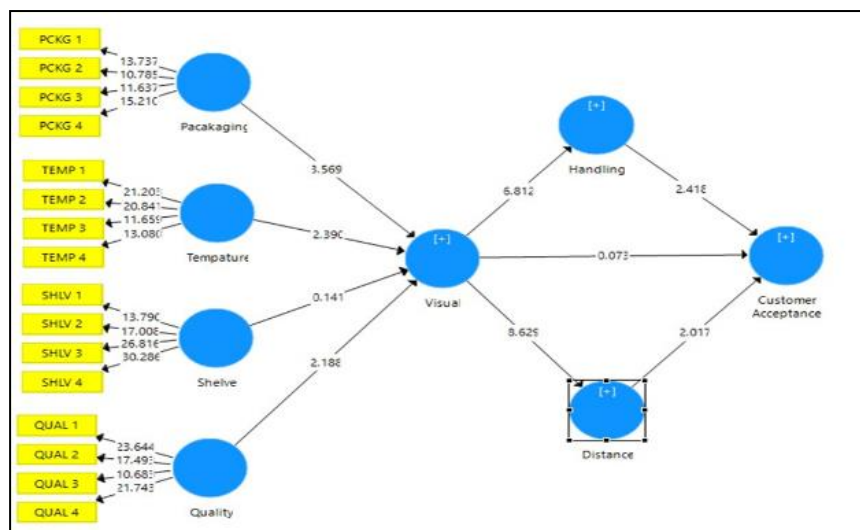 PCKG 1
PCKG 2
PCKG 3
PCKG 4
13.737
10.785
11.637
15.210
Pacakaging
TEMP 1
TEMP 2
TEMP 3
TEMP 4
21.203
20.841
11.659
13.080
Tempature
SHLV 1
SHLV 2
SHLV 3
SHLV 4
13.790
17.008
26.816
30.286
Shelve
QUAL 1
QUAL 2
QUAL 3
QUAL 4
23.644
17.493
10.683
21.743
Quality
3.569
2.390
0.141
2.188
[+]
Visual
6.812
0.073
8.629
[+]
Handling
2.418
[+]
Distance
2.017
[+]
Customer
Acceptance